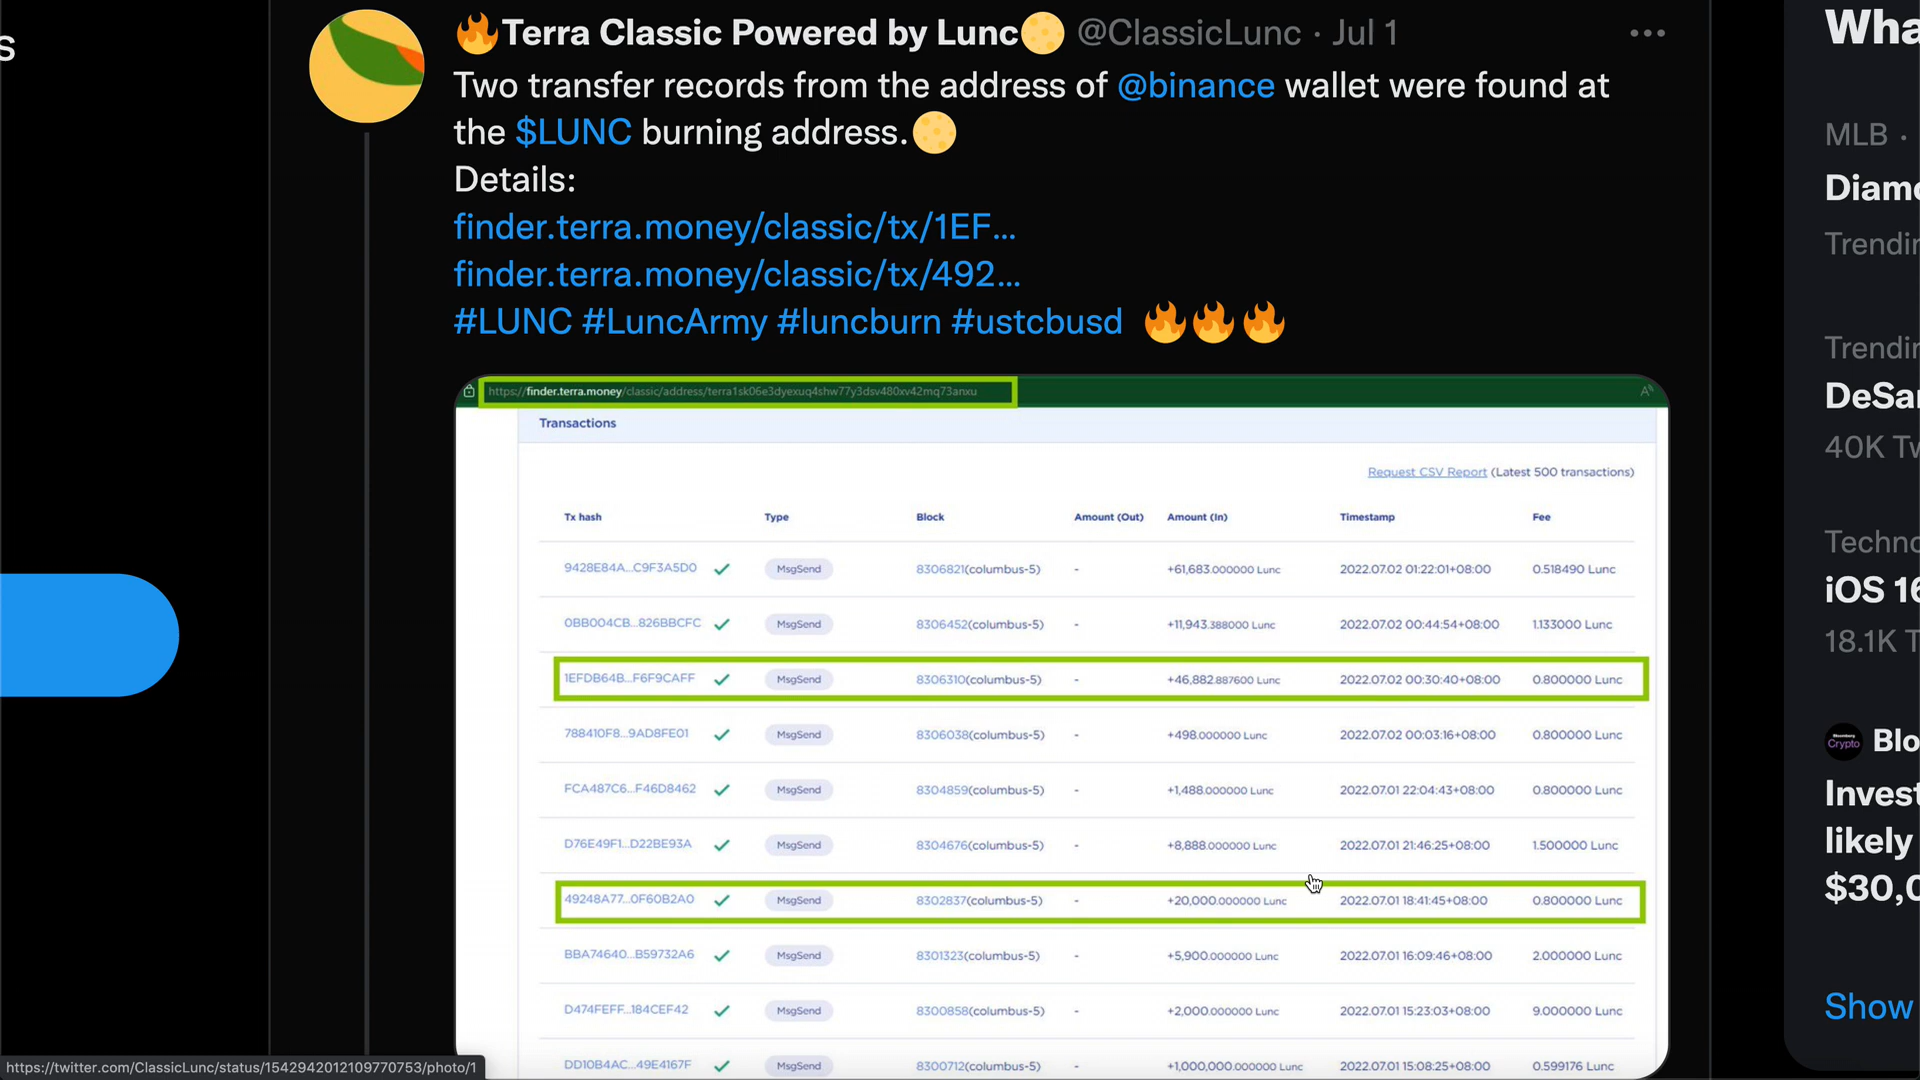 s
Terra Classic Powered by Lunc @ClassicLunc · Jul 1
Two transfer records from the address of @binance wallet were found at
the $LUNC burning address.
Details:
finder.terra.money/classic/tx/1EF...
finder.terra.money/classic/tx/492...
#LUNC #LuncArmy #luncburn #ustcbusd
https://finder.terra.money/classic/address/terra1sk06e3dyexuq4shw77y3dsv480xv42mq73anxu
Transactions
Request CSV Report (Latest 500 transactions)
Tx hash Type Block Amount (Out) Amount (In) Timestamp Fee
9428E84A...C9F3A5D0 MsgSend 8306821(columbus-5) - +61,683.000000 Lunc 2022.07.02 01:22:01+08:00 0.518490 Lunc
0BB004CB...826BBCFC MsgSend 8306452(columbus-5) - +11,943.388000 Lunc 2022.07.02 00:44:54+08:00 1.133000 Lunc
1EFDB64B...F6F9CAFF MsgSend 8306310(columbus-5) - +46,882.887600 Lunc 2022.07.02 00:30:40+08:00 0.800000 Lunc
788410F8...9AD8FE01 MsgSend 8306038(columbus-5) - +498.000000 Lunc 2022.07.02 00:03:16+08:00 0.800000 Lunc
FCA487C6...F46D8462 MsgSend 8304859(columbus-5) - +1,488.000000 Lunc 2022.07.01 22:04:43+08:00 0.800000 Lunc
D76E49F1...D22BE93A MsgSend 8304676(columbus-5) - +8,888.000000 Lunc 2022.07.01 21:46:25+08:00 1.500000 Lunc
49248A77...0F60B2A0 MsgSend 8302837(columbus-5) - +20,000.000000 Lunc 2022.07.01 18:41:45+08:00 0.800000 Lunc
BBA74640...B59732A6 MsgSend 8301323(columbus-5) - +5,900.000000 Lunc 2022.07.01 16:09:46+08:00 2.000000 Lunc
D474FEFF...184CEF42 MsgSend 8300858(columbus-5) - +2,000.000000 Lunc 2022.07.01 15:23:03+08:00 9.000000 Lunc
DD10B4AC...49E4167F MsgSend 8300712(columbus-5) - +1,000,000.000000 Lunc 2022.07.01 15:08:25+08:00 0.599176 Lunc
https://twitter.com/ClassicLunc/status/1542942012109770753/photo/1
Wha
MLB ·
Diamo
Trendin
Trendin
DeSan
40K Tw
Techno
iOS 16
18.1K T
Crypto
Blo
Invest
likely
$30,0
Show